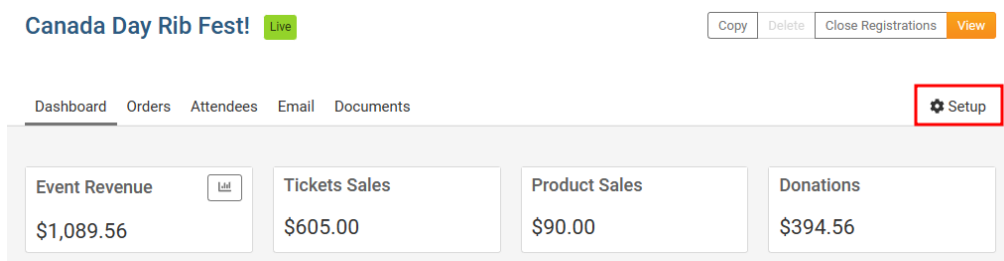 Canada Day Rib Fest! Live
Copy Delete Close Registrations View
Dashboard Orders Attendees Email Documents Setup
Event Revenue Tickets Sales Product Sales Donations
$1,089.56 $605.00 $90.00 $394.56